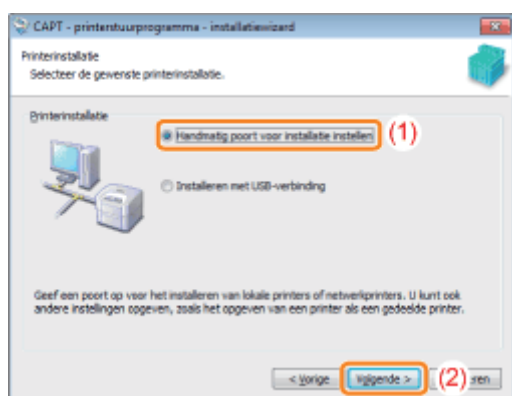 CAPT - printerstuurprogramma - installatiewizard
Printerinstallatie
Selecteer de gewenste printerinstallatie.
Printerinstallatie
Handmatig poort voor installatie instellen (1)
Installeren met USB-verbinding
Geef een poort op voor het installeren van lokale printers of netwerkprinters. U kunt ook
andere instellingen opgeven, zoals het opgeven van een printer als een gedeelde printer.
< Vorige Volgende > (2) ren